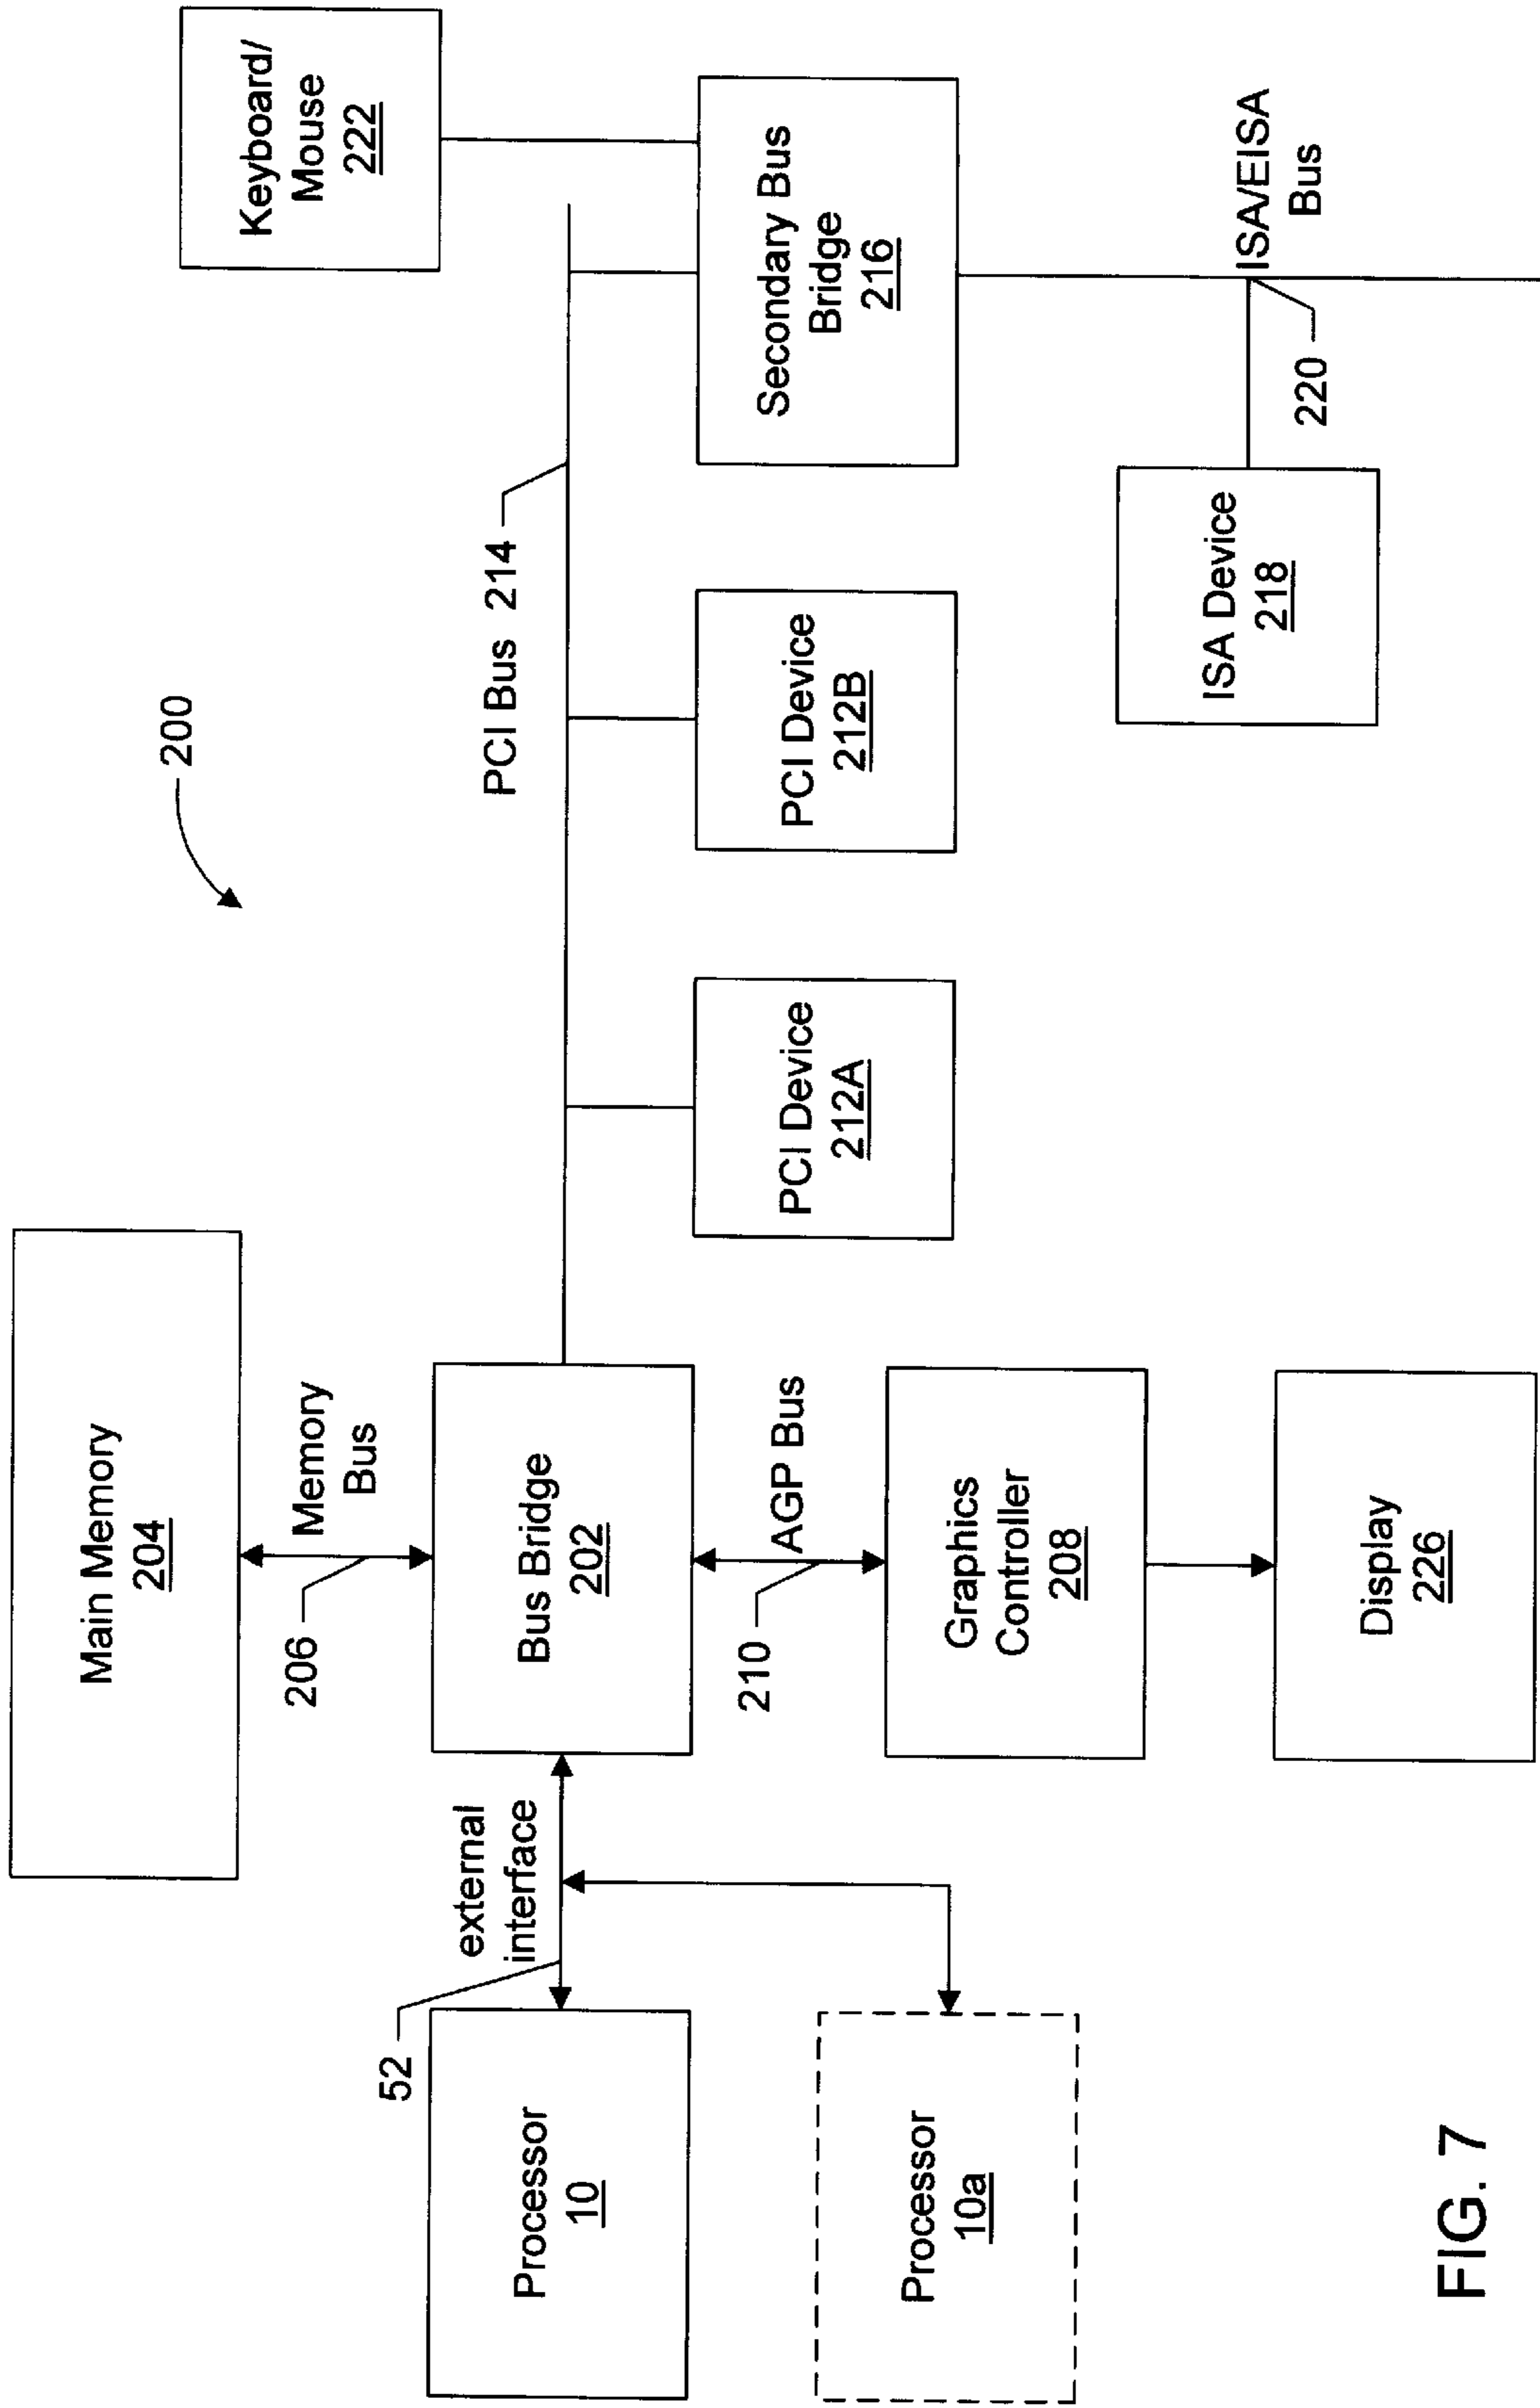 200
Main Memory
204
206
Memory
Bus
Keyboard/
Mouse
222
52
external
interface
Processor
10
Bus Bridge
202
PCI Bus 214
210
AGP Bus
PCI Device
212A
PCI Device
212B
Secondary Bus
Bridge
216
Processor
10a
Graphics
Controller
208
ISA Device
218
220
ISA/EISA
Bus
Display
226
FIG. 7